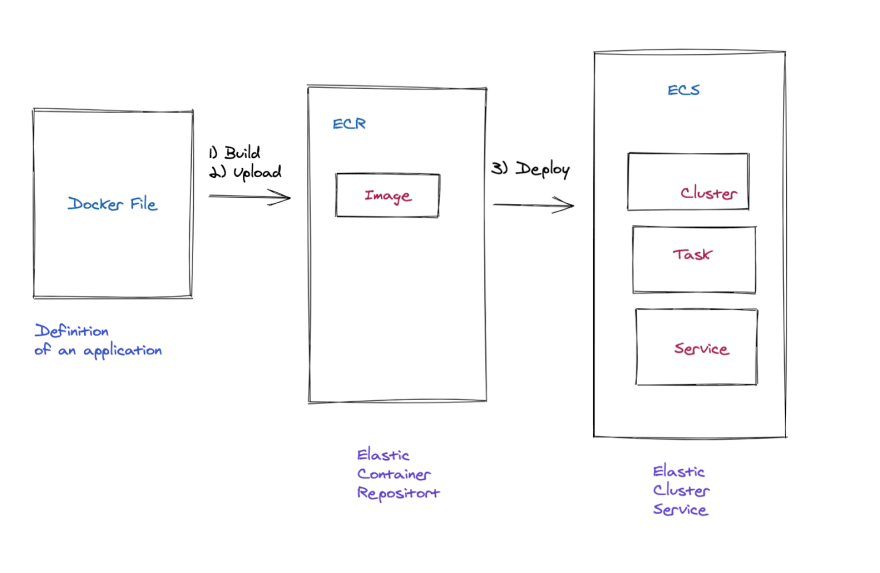 Docker File
Definition
of an application
1) Build
2) Upload
ECR
Image
Elastic
Container
Repositort
3) Deploy
ECS
Cluster
Task
Service
Elastic
Cluster
Service